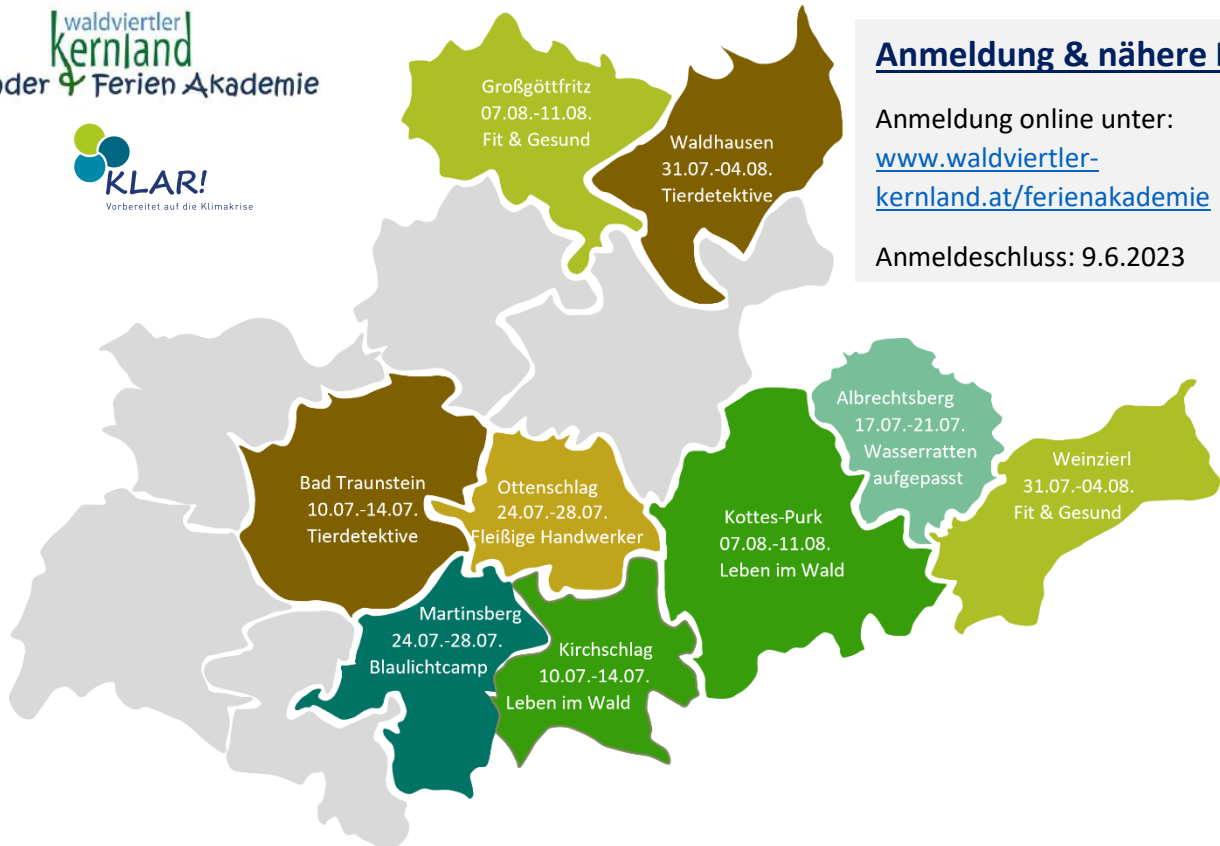 waldviertler
kernland
der & Ferien Akademie
KLAR!
Vorbereitet auf die Klimakrise
Anmeldung & nähere
Anmeldung online unter:
www.waldviertler-
kernland.at/ferienakademie
Anmeldeschluss: 9.6.2023
Großgöttfritz
07.08.-11.08.
Fit & Gesund
Waldhausen
31.07.-04.08.
Tierdetektive
Albrechtsberg
17.07.-21.07.
Wasserratten
aufgepasst
Weinzierl
31.07.-04.08.
Fit & Gesund
Bad Traunstein
10.07.-14.07.
Tierdetektive
Ottenschlag
24.07.-28.07.
Fleißige Handwerker
Kottes-Purk
07.08.-11.08.
Leben im Wald
Martinsberg
24.07.-28.07.
Blaulichtcamp
Kirchschlag
10.07.-14.07.
Leben im Wald